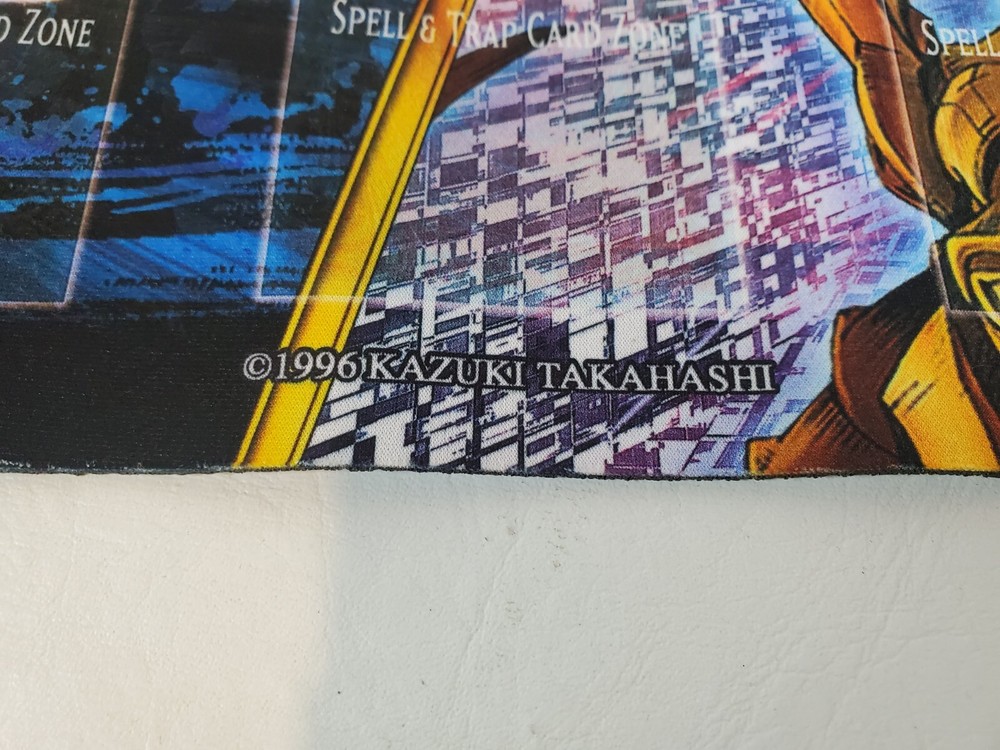 D ZONE
SPELL & TRAP CARD ZONE
SPELL
©1996 KAZUKI TAKAHASHI